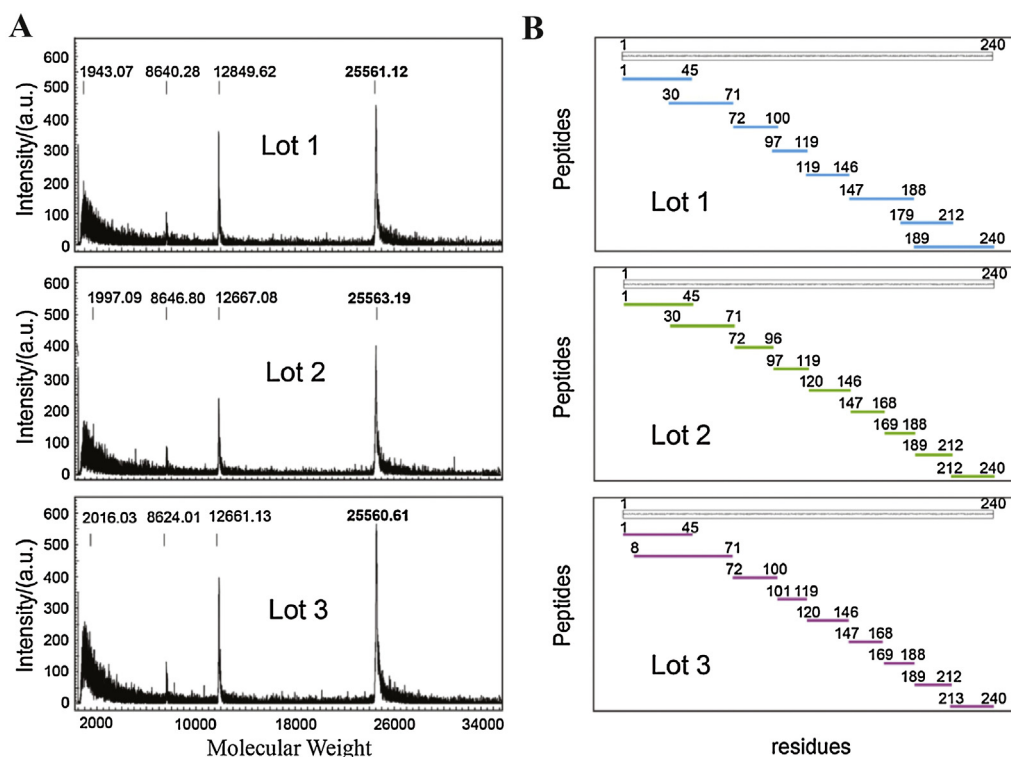 A
Intensity/(a.u.)
600
500
400
300
200
100
0
1943.07 8640.28 12849.62 25561.12
Lot 1
Intensity/(a.u.)
600
500
400
300
200
100
0
1997.09 8646.80 12667.08 25563.19
Lot 2
Intensity/(a.u.)
600
500
400
300
200
100
0
2016.03 8624.01 12661.13 25560.61
Lot 3
2000 10000 18000 26000 34000
Molecular Weight
B
Peptides
1 240
1 45
30 71
72 100
97 119
119 146
147 188
179 212
189 240
Lot 1
Peptides
1 240
1 45
30 71
72 96
97 119
120 146
147 168
169 188
189 212
212 240
Lot 2
Peptides
1 240
1 45
8 71
72 100
101 119
120 146
147 168
169 188
189 212
213 240
Lot 3
residues